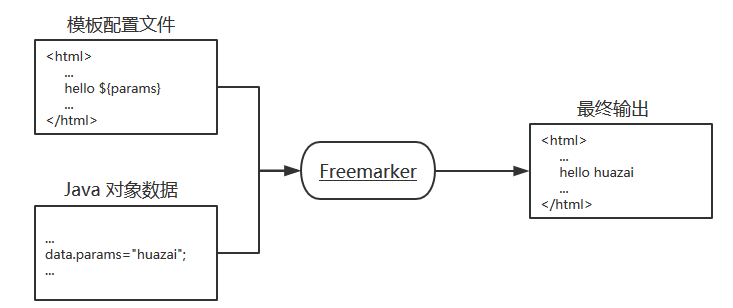 模板配置文件
<html>
...
hello ${params}
...
</html>
Java 对象数据
...
data.params="huazai";
...
Freemarker
最终输出
<html>
...
hello huazai
...
</html>